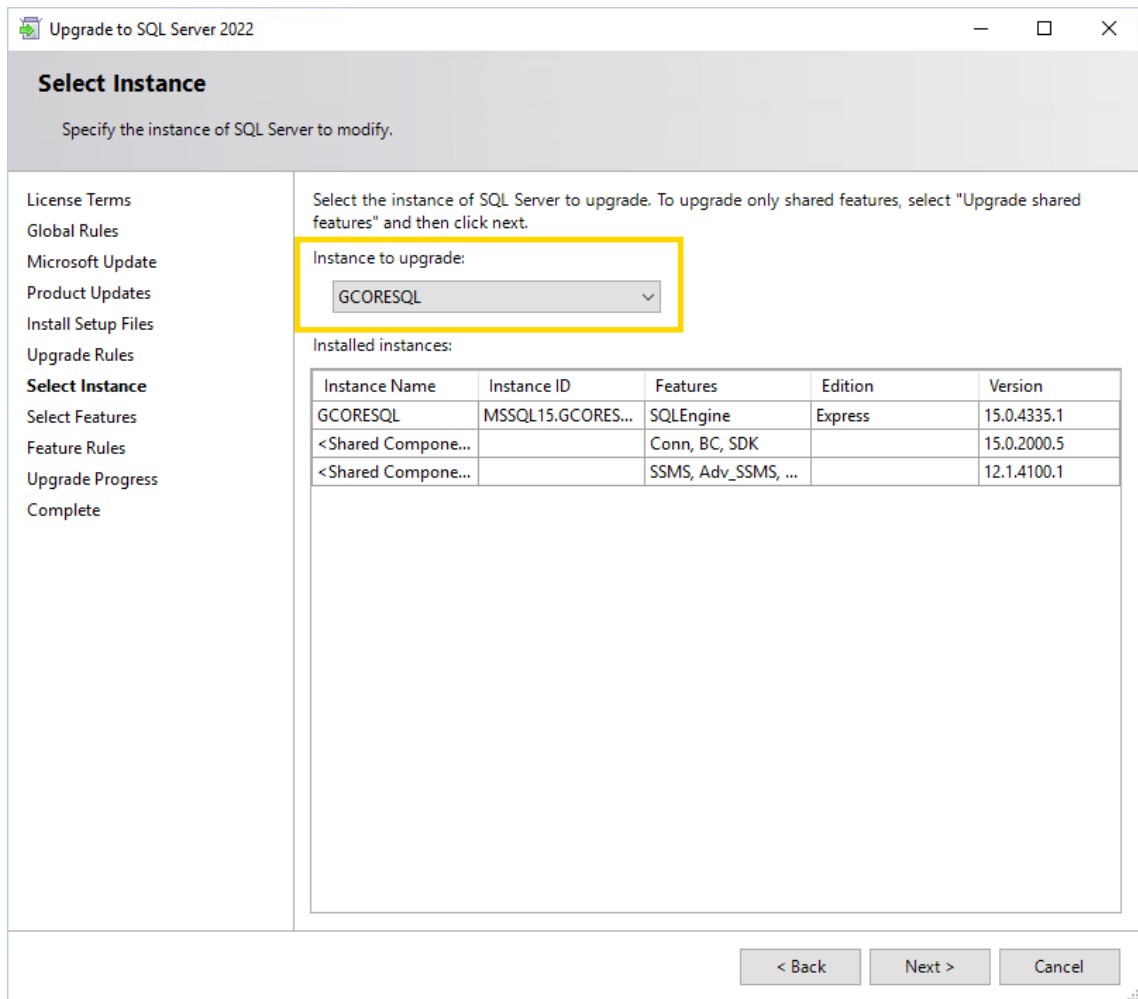 Upgrade to SQL Server 2022
Select Instance
Specify the instance of SQL Server to modify.
License Terms
Global Rules
Microsoft Update
Product Updates
Install Setup Files
Upgrade Rules
Select Instance
Select Features
Feature Rules
Upgrade Progress
Complete
Select the instance of SQL Server to upgrade. To upgrade only shared features, select "Upgrade shared
features" and then click next.
Instance to upgrade:
GCORESQL
Installed instances:
Instance Name Instance ID Features Edition Version
GCORESQL MSSQL15.GCORES... SQLEngine Express 15.0.4335.1
<Shared Compone... Conn, BC, SDK 15.0.2000.5
<Shared Compone... SSMS, Adv_SSMS, ... 12.1.4100.1
< Back Next > Cancel